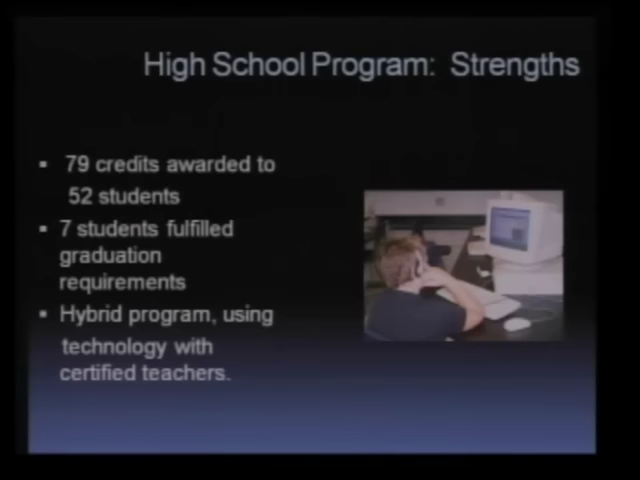 High School Program: Strengths
▪ 79 credits awarded to
52 students
▪ 7 students fulfilled
graduation
requirements
▪ Hybrid program, using
technology with
certified teachers.